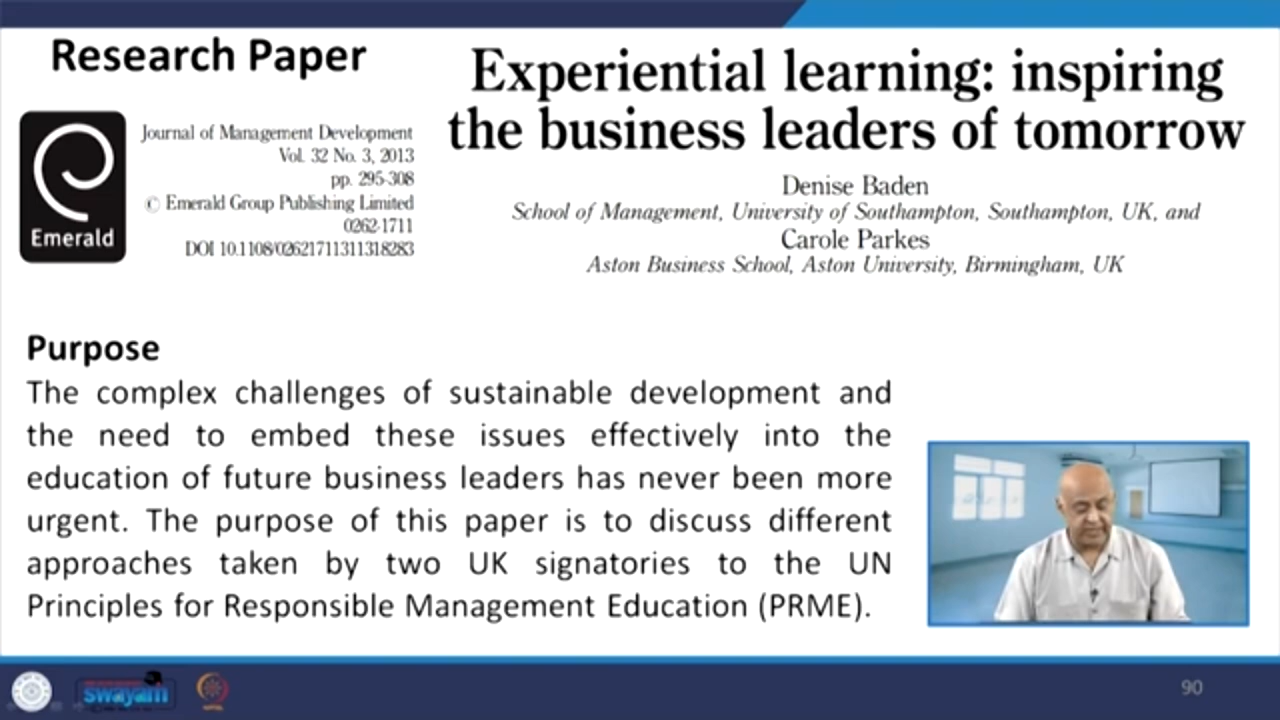 Research Paper
Emerald
Journal of Management Development
Vol. 32 No. 3, 2013
pp. 295-308
© Emerald Group Publishing Limited
0262-1711
DOI 10.1108/02621711311318283
Experiential learning: inspiring
the business leaders of tomorrow
Denise Baden
School of Management, University of Southampton, Southampton, UK, and
Carole Parkes
Aston Business School, Aston University, Birmingham, UK
Purpose
The complex challenges of sustainable development and
the need to embed these issues effectively into the
education of future business leaders has never been more
urgent. The purpose of this paper is to discuss different
approaches taken by two UK signatories to the UN
Principles for Responsible Management Education (PRME).
swayam
90